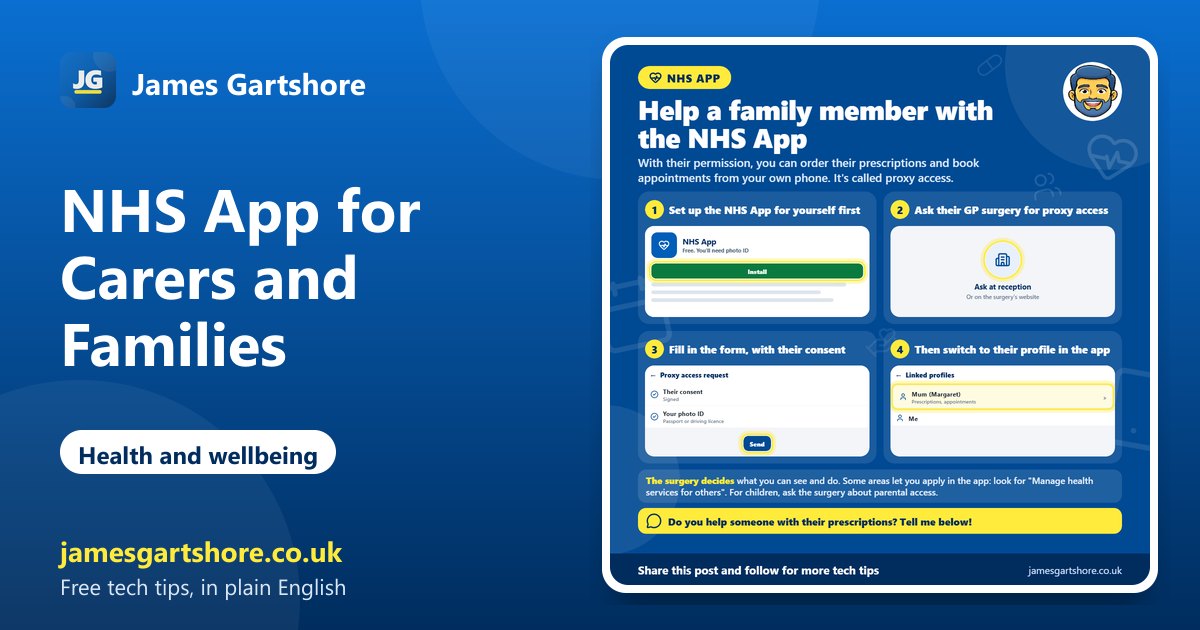 JG
James Gartshore
NHS App for
Carers and
Families
Health and wellbeing
jamesgartshore.co.uk
Free tech tips, in plain English
NHS APP
Help a family member with
the NHS App
With their permission, you can order their prescriptions and book
appointments from your own phone. It's called proxy access.
1 Set up the NHS App for yourself first
NHS App
Free. You'll need photo ID
Install
2 Ask their GP surgery for proxy access
Ask at reception
Or on the surgery's website
3 Fill in the form, with their consent
← Proxy access request
Their consent
Signed
Your photo ID
Passport or driving licence
Send
4 Then switch to their profile in the app
← Linked profiles
Mum (Margaret)
Prescriptions, appointments
Me
The surgery decides what you can see and do. Some areas let you apply in the app: look for "Manage health
services for others". For children, ask the surgery about parental access.
Do you help someone with their prescriptions? Tell me below!
Share this post and follow for more tech tips
jamesgartshore.co.uk